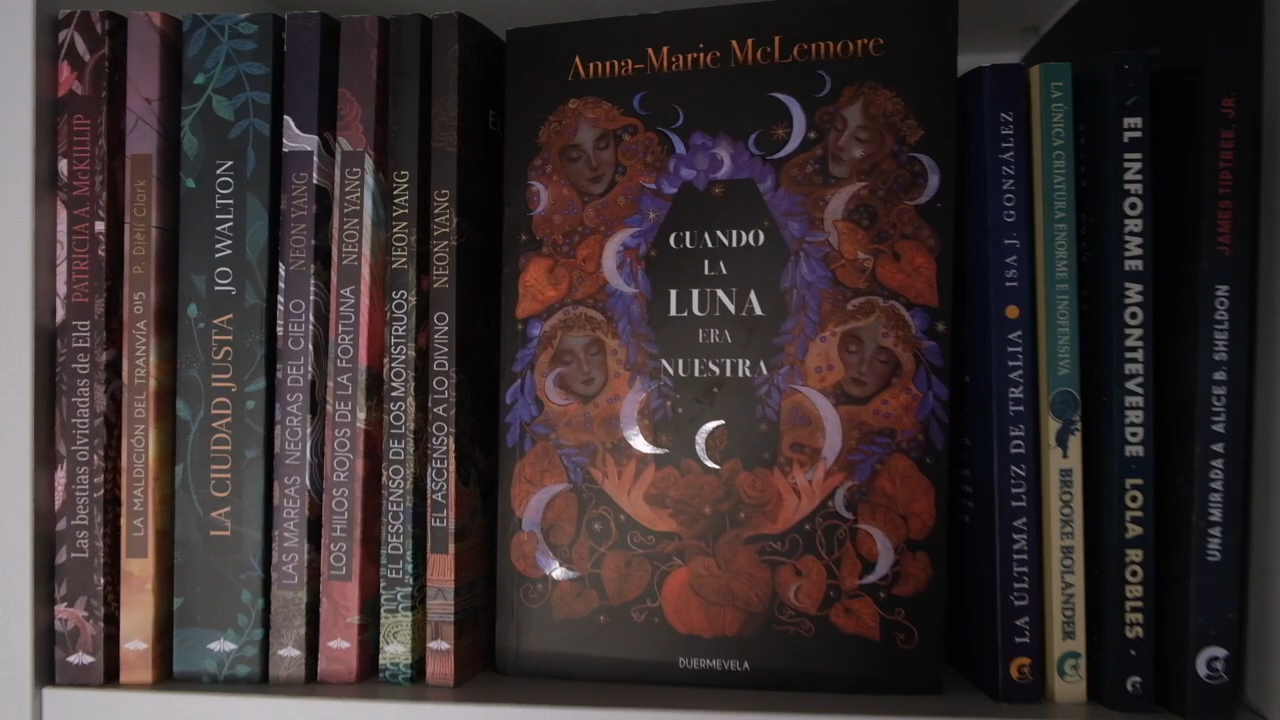 Las bestias olvidadas de Eld PATRICIA A. McKILLIP
LA MALDICIÓN DEL TRANVÍA 015 P. Djèlí Clark
LA CIUDAD JUSTA JO WALTON
LAS MAREAS NEGRAS DEL CIELO NEON YANG
LOS HILOS ROJOS DE LA FORTUNA NEON YANG
EL DESCENSO DE LOS MONSTRUOS NEON YANG
EL ASCENSO A LO DIVINO NEON YANG
Anna-Marie McLemore
CUANDO
LA
LUNA
ERA
NUESTRA
DUERMEVELA
LA ÚLTIMA LUZ DE TRALIA • ISA J. GONZÁLEZ
LA ÚNICA CRIATURA ENORME E INOFENSIVA BROOKE BOLANDER
EL INFORME MONTEVERDE · LOLA ROBLES
UNA MIRADA A ALICE B. SHELDON JAMES TIPTREE, JR.